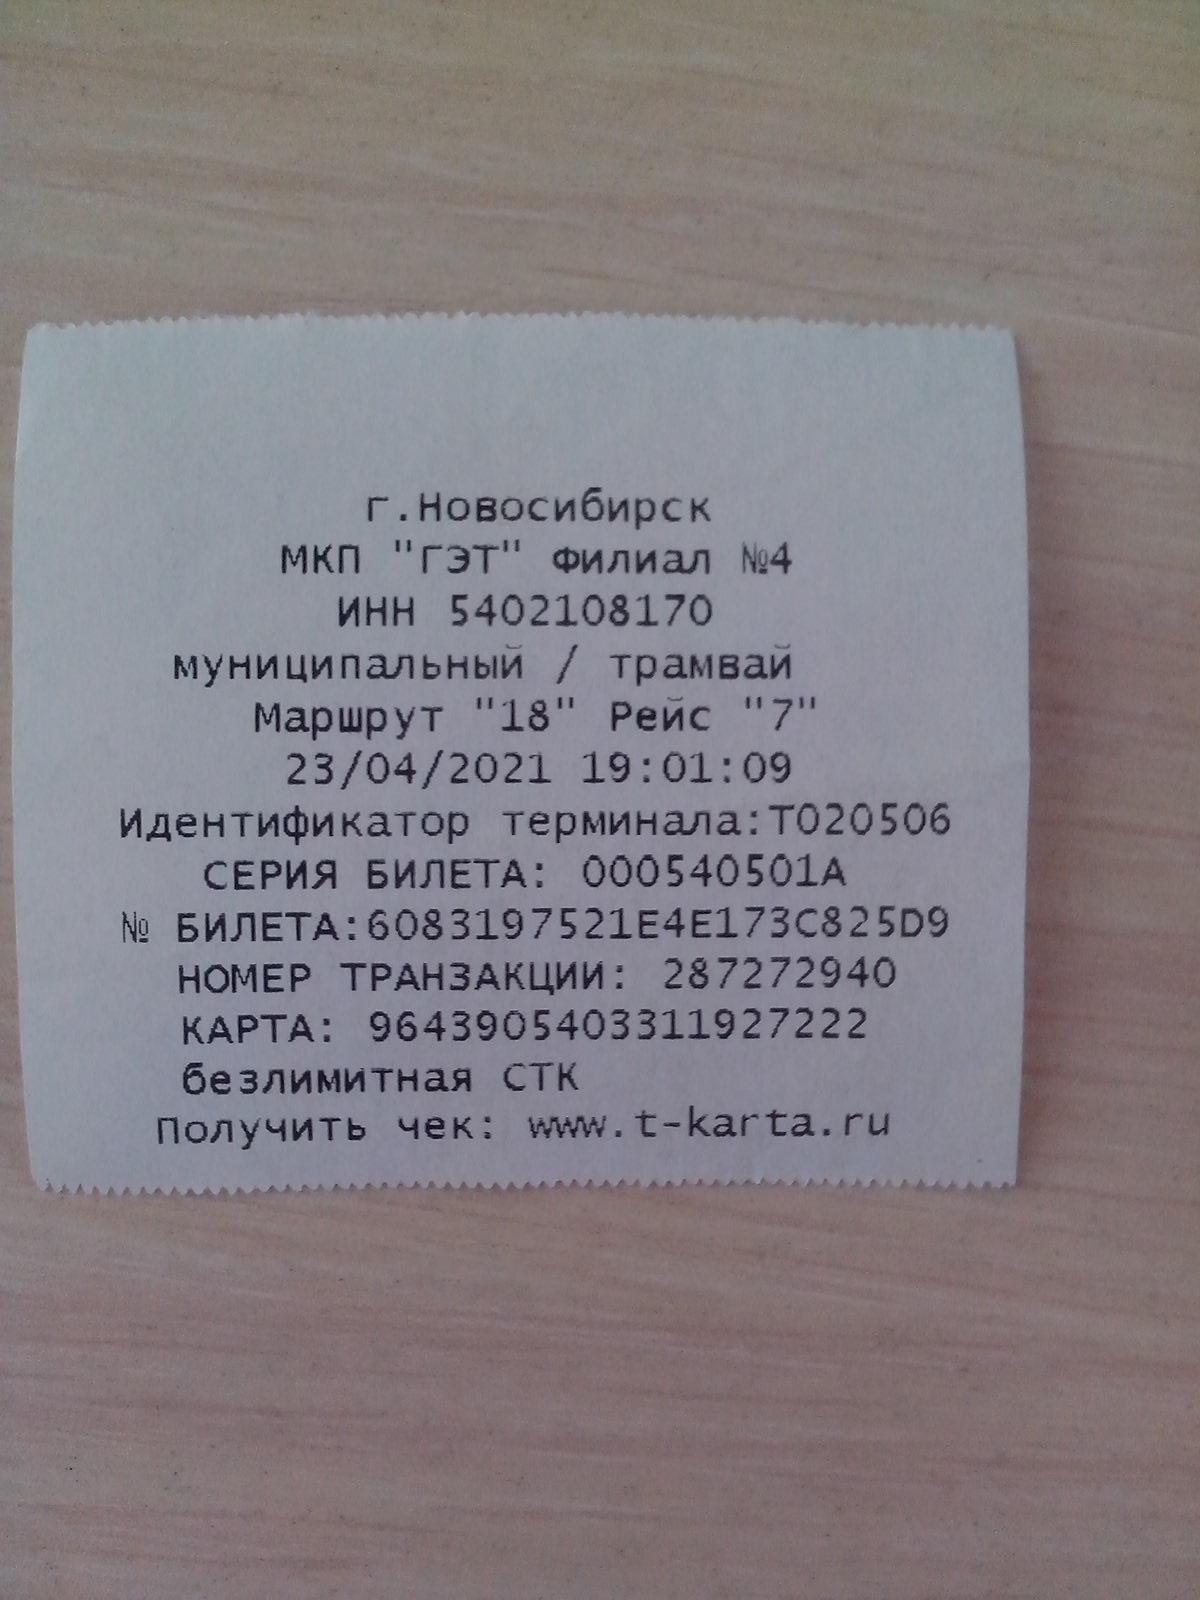 г.Новосибирск
МКП "ГЭТ" Филиал №4
ИНН 5402108170
муниципальный / трамвай
Маршрут "18" Рейс "7"
23/04/2021 19:01:09
Идентификатор терминала:T020506
СЕРИЯ БИЛЕТА: 000540501A
№ БИЛЕТА:6083197521E4E173C825D9
НОМЕР ТРАНЗАКЦИИ: 287272940
КАРТА: 9643905403311927222
безлимитная СТК
Получить чек: www.t-karta.ru